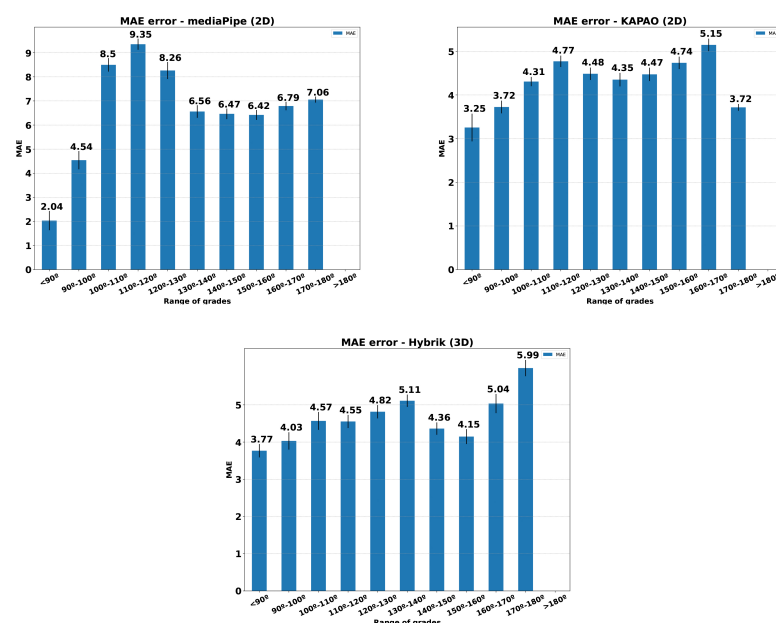 MAE error - mediaPipe (2D)
MAE
9.35
8.5
8.26
6.56
6.47
6.42
6.79
7.06
4.54
2.04
9
8
7
6
5
4
3
2
1
0
MAE
<90º
90º-100º
100º-110º
110º-120º
120º-130º
130º-140º
140º-150º
150º-160º
160º-170º
170º-180º
>180º
Range of grades
MAE error - KAPAO (2D)
3.25
3.72
4.31
4.77
4.48
4.35
4.47
4.74
5.15
3.72
5
4
3
2
1
0
MAE
<90º
90º-100º
100º-110º
110º-120º
120º-130º
130º-140º
140º-150º
150º-160º
160º-170º
170º-180º
Range of grades
MAE error - Hybrik (3D)
MAE
3.77
4.03
4.57
4.55
4.82
5.11
4.36
4.15
5.04
5.99
5
4
3
2
1
0
MAE
<90º
90º-100º
100º-110º
110º-120º
120º-130º
130º-140º
140º-150º
150º-160º
160º-170º
170º-180º
>180º
Range of grades